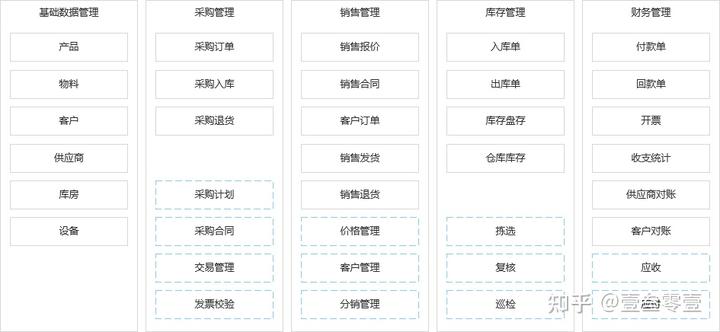 基础数据管理
产品
物料
客户
供应商
库房
设备
采购管理
采购订单
采购入库
采购退货
采购计划
采购合同
交易管理
发票校验
销售管理
销售报价
销售合同
客户订单
销售发货
销售退货
价格管理
客户管理
分销管理
库存管理
入库单
出库单
库存盘存
仓库库存
拣选
复核
巡检
财务管理
付款单
回款单
开票
收支统计
供应商对账
客户对账
应收
知乎 @壹叁零壹